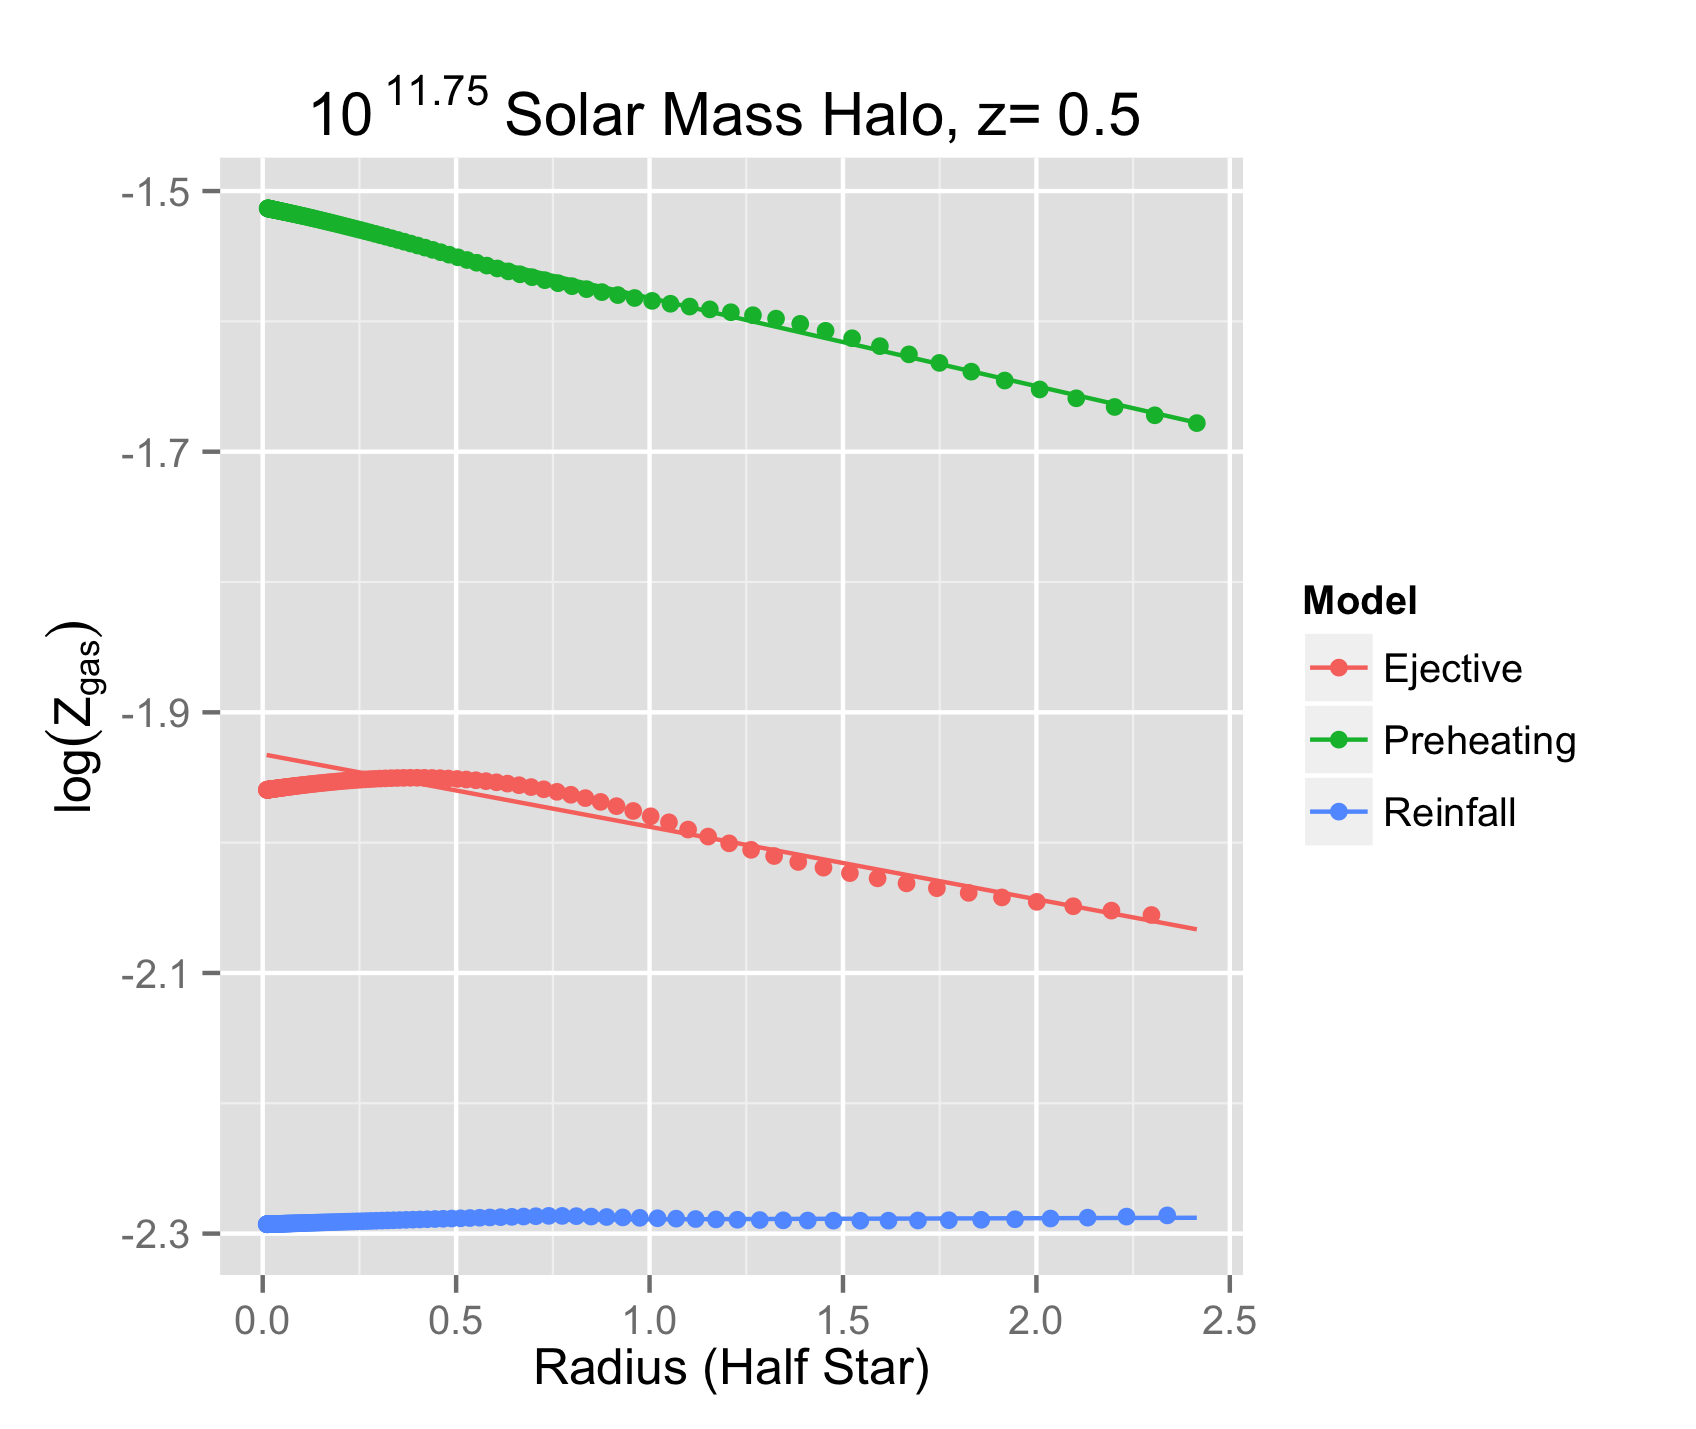 10^11.75 Solar Mass Halo, z= 0.5
-1.5
-1.7
-1.9
-2.1
-2.3
log(Z_gas)
0.0 0.5 1.0 1.5 2.0 2.5
Radius (Half Star)
Model
Ejective
Preheating
Reinfall